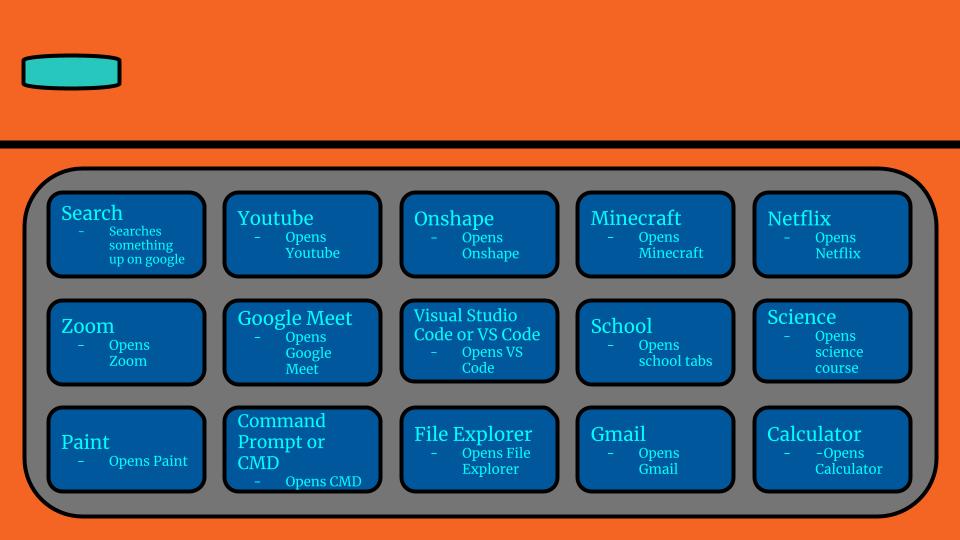 Search
- Searches
something
up on google
Youtube
- Opens
Youtube
Onshape
- Opens
Onshape
Minecraft
- Opens
Minecraft
Netflix
- Opens
Netflix
Zoom
- Opens
Zoom
Google Meet
- Opens
Google
Meet
Visual Studio
Code or VS Code
- Opens VS
Code
School
- Opens
school tabs
Science
- Opens
science
course
Paint
- Opens Paint
Command
Prompt or
CMD
- Opens CMD
File Explorer
- Opens File
Explorer
Gmail
- Opens
Gmail
Calculator
- -Opens
Calculator